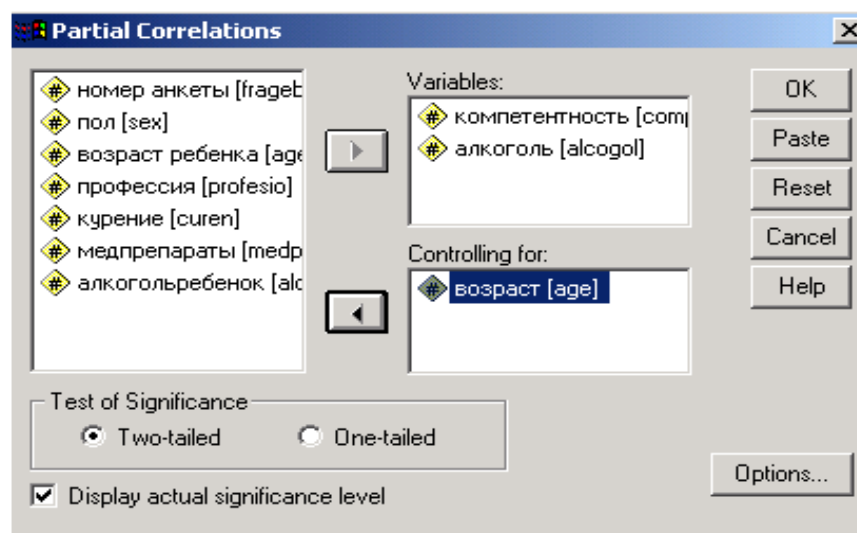 Partial Correlations
номер анкеты [frageb
пол [sex]
возраст ребенка [age
профессия [profesio]
курение [curen]
медпрепараты [medp
алкогольребенок [alc
Variables:
компетентность [comp
алкоголь [alcogol]
Controlling for:
возраст [age]
OK
Paste
Reset
Cancel
Help
Test of Significance
Two-tailed
One-tailed
Display actual significance level
Options...